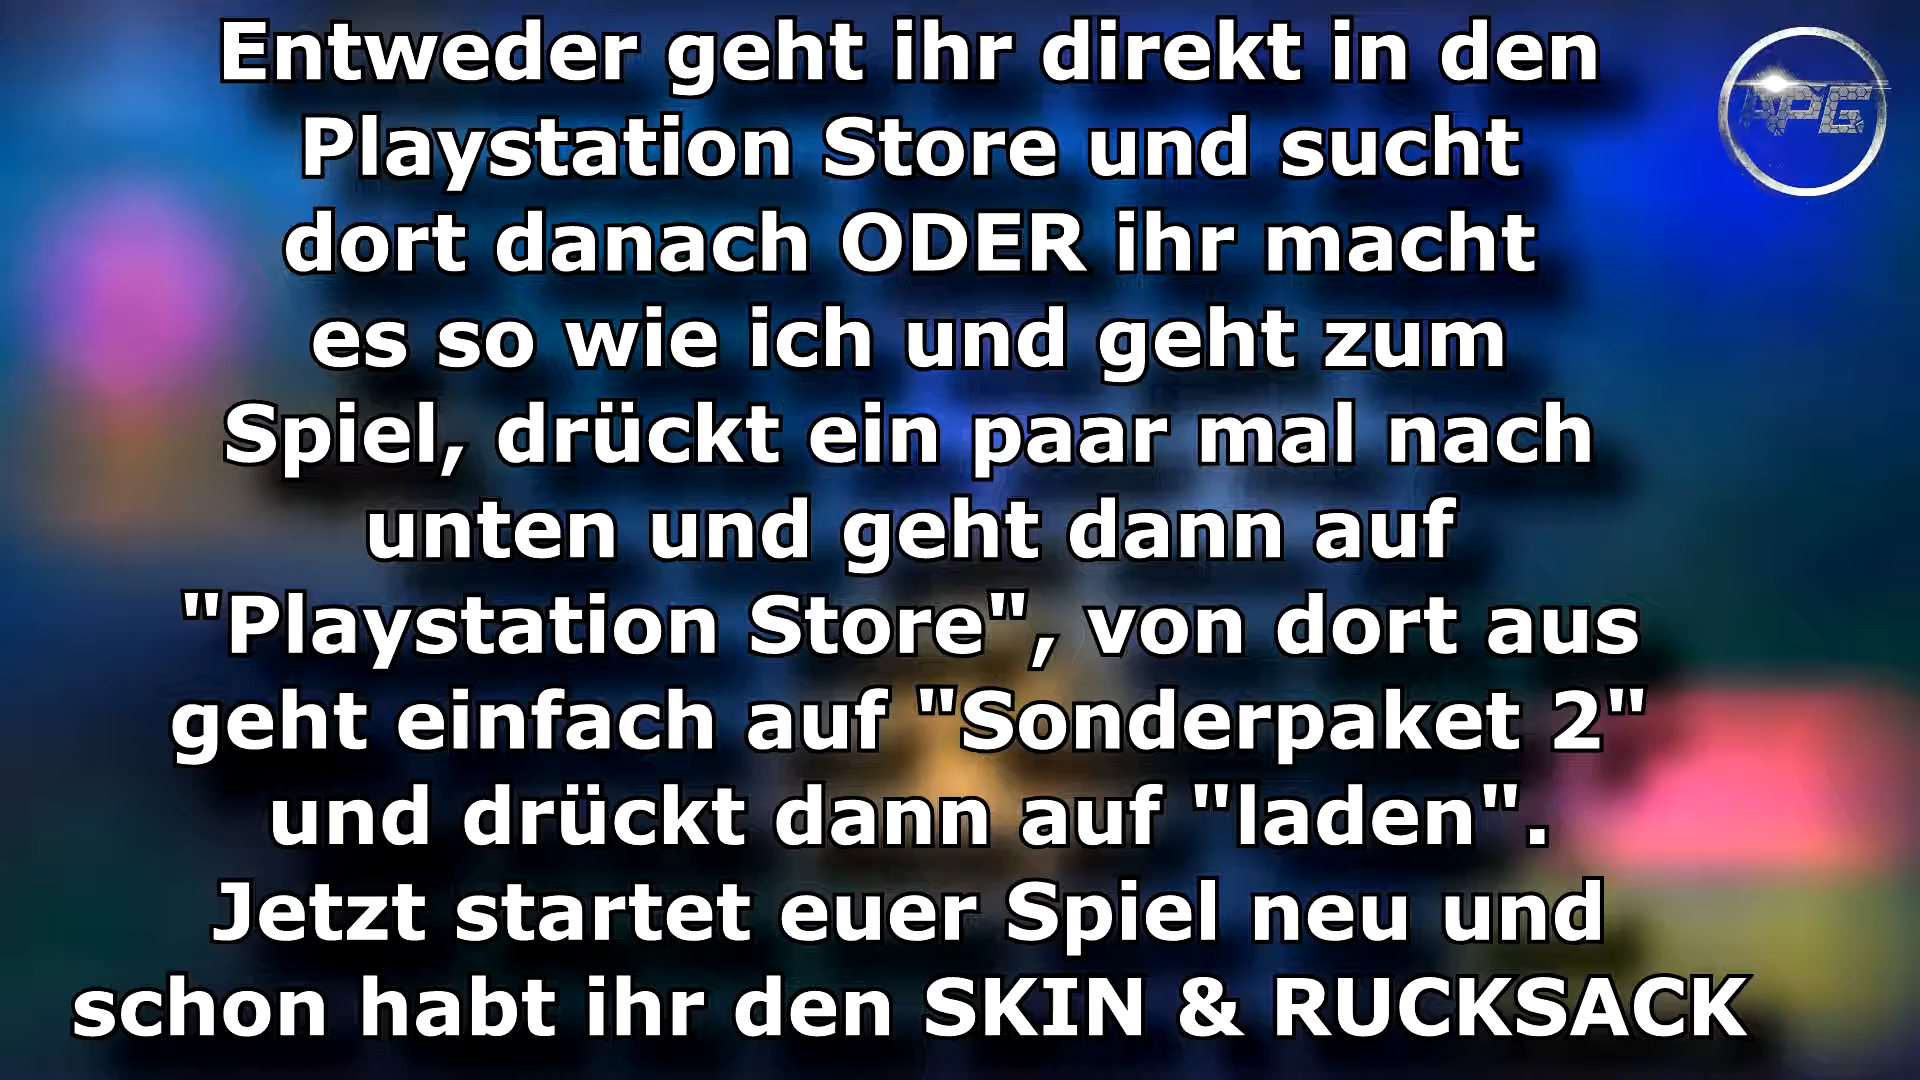 Entweder geht ihr direkt in den
Playstation Store und sucht
dort danach ODER ihr macht
es so wie ich und geht zum
Spiel, drückt ein paar mal nach
unten und geht dann auf
"Playstation Store", von dort aus
geht einfach auf "Sonderpaket 2"
und drückt dann auf "laden".
Jetzt startet euer Spiel neu und
schon habt ihr den SKIN & RUCKSACK
APG